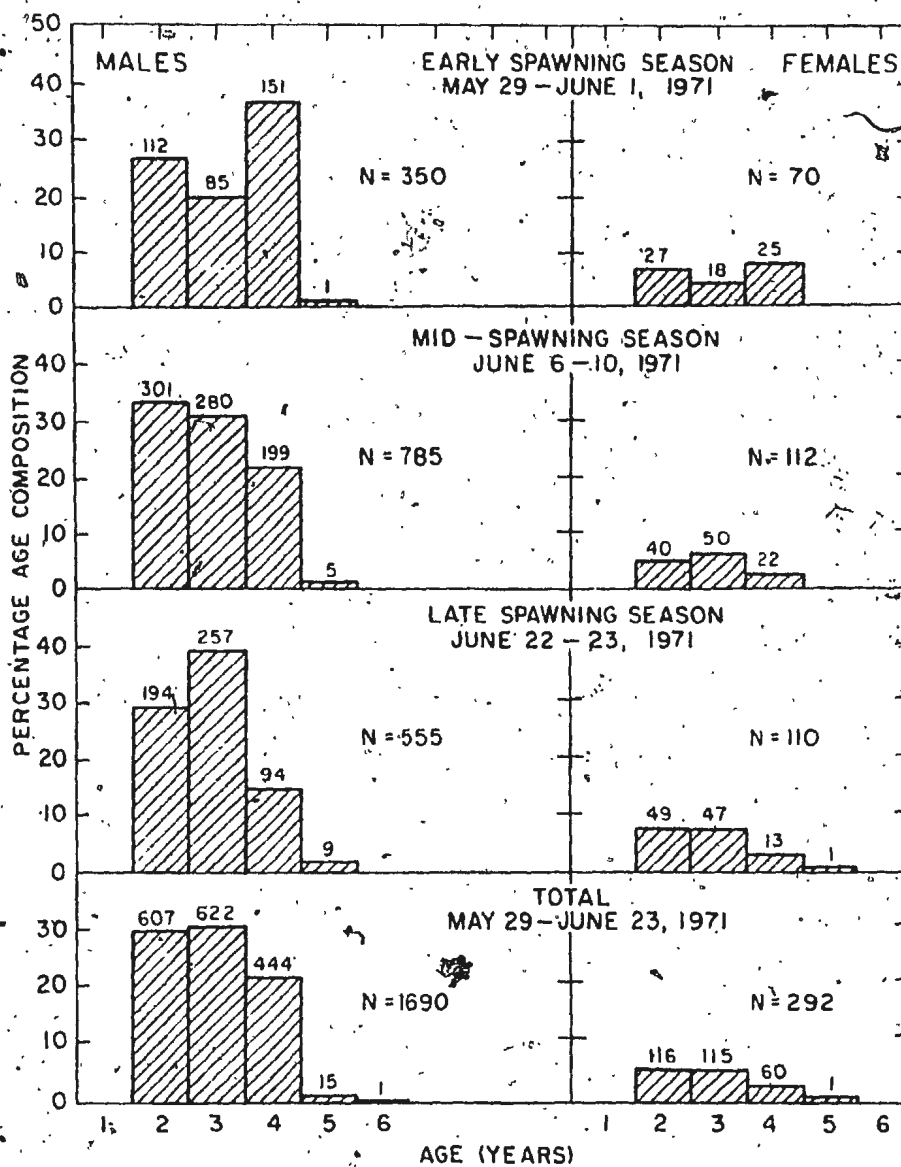 50
MALES EARLY SPAWNING SEASON FEMALES
MAY 29 – JUNE 1, 1971
40
151
30
112
85
N = 350
N = 70
20
10
27
18
25
1
0
MID – SPAWNING SEASON
JUNE 6 – 10, 1971
40
301
280
30
199
N = 785
N = 112
20
10
5
40
50
22
0
LATE SPAWNING SEASON
JUNE 22 – 23, 1971
40
257
194
30
N = 555
N = 110
20
94
10
9
49
47
13
1
0
TOTAL
MAY 29 – JUNE 23, 1971
30
607
622
444
20
N = 1690
N = 292
10
15
1
116
115
60
1
0
1 2 3 4 5 6 1 2 3 4 5 6
AGE (YEARS)
PERCENTAGE AGE COMPOSITION